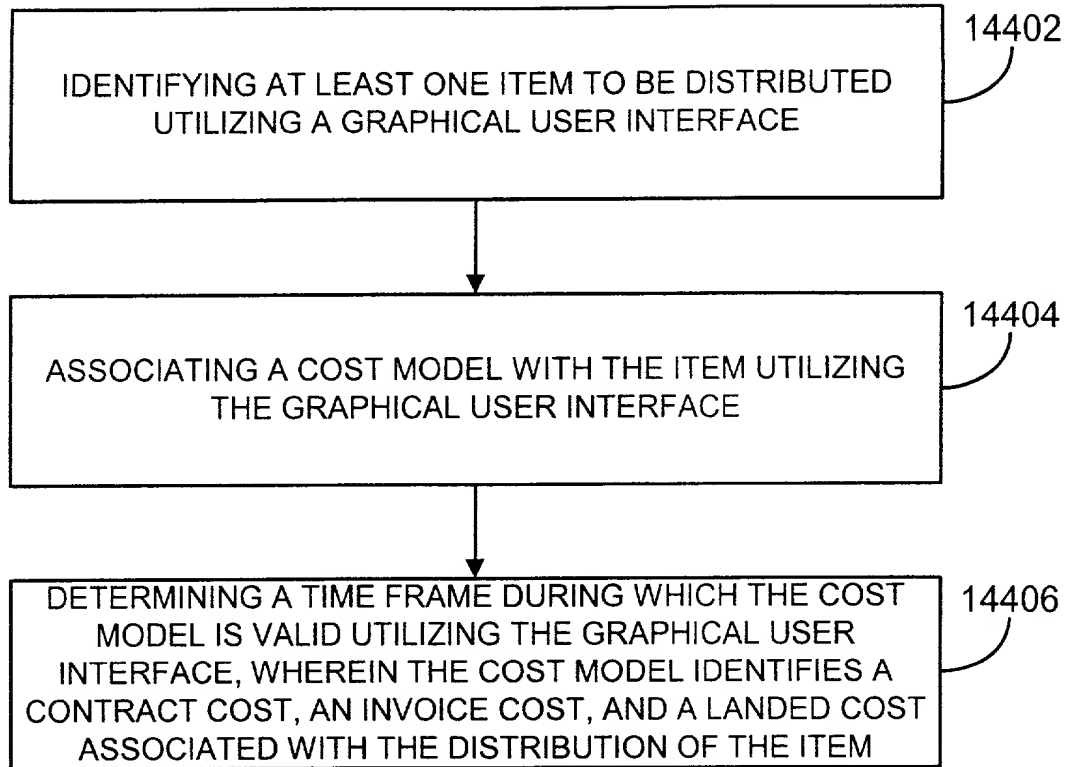 14402
IDENTIFYING AT LEAST ONE ITEM TO BE DISTRIBUTED
UTILIZING A GRAPHICAL USER INTERFACE
14404
ASSOCIATING A COST MODEL WITH THE ITEM UTILIZING
THE GRAPHICAL USER INTERFACE
14406
DETERMINING A TIME FRAME DURING WHICH THE COST
MODEL IS VALID UTILIZING THE GRAPHICAL USER
INTERFACE, WHEREIN THE COST MODEL IDENTIFIES A
CONTRACT COST, AN INVOICE COST, AND A LANDED COST
ASSOCIATED WITH THE DISTRIBUTION OF THE ITEM